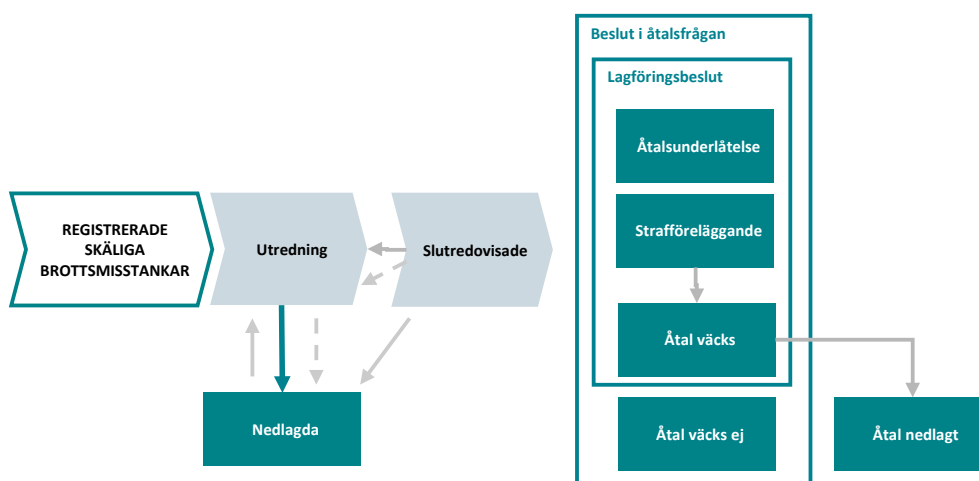 REGISTRERADE
SKÄLIGA
BROTTSMISSTANKAR
Utredning
Slutredovisade
Nedlagda
Beslut i åtalsfrågan
Lagföringsbeslut
Åtalsunderlåtelse
Strafföreläggande
Åtal väcks
Åtal väcks ej
Åtal nedlagt